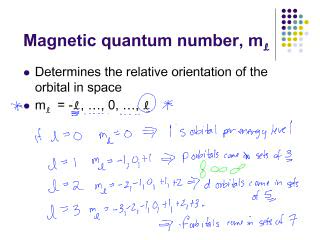 Magnetic quantum number, mℓ
● Determines the relative orientation of the
orbital in space
* ● mℓ = -ℓ, …, 0, …, ℓ *
if l = 0 mℓ = 0 ⇒ 1 s orbital per energy level
l = 1 mℓ = -1, 0, +1 ⇒ p orbitals come in sets of 3
l = 2 mℓ = -2, -1, 0, +1, +2 ⇒ d orbitals come in sets
of 5
l = 3 mℓ = -3, -2, -1, 0, +1, +2, +3.
⇒ f orbitals come in sets of 7